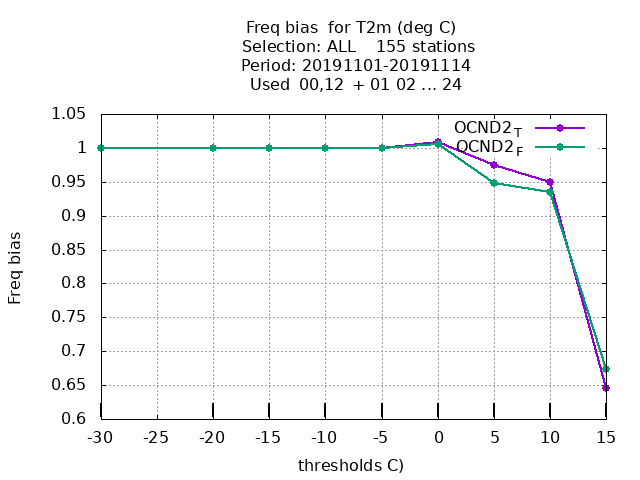 Freq bias  for T2m (deg C)
Selection: ALL    155 stations
Period: 20191101-20191114
Used  00,12  + 01 02 ... 24
OCND2T
OCND2F
1.05
1
0.95
0.9
0.85
0.8
0.75
0.7
0.65
0.6
Freq bias
-30 -25 -20 -15 -10 -5 0 5 10 15
thresholds C)